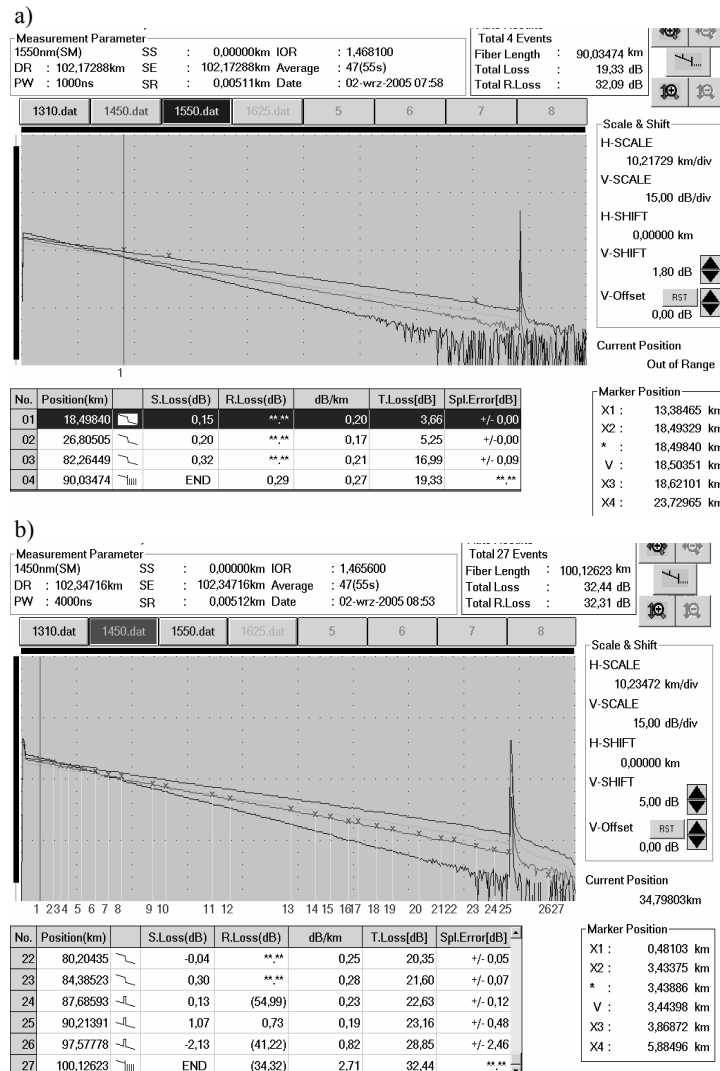 a)
Measurement Parameter
1550nm(SM) SS : 0,00000km IOR : 1,468100
DR : 102,17288km SE : 102,17288km Average : 47(55s)
PW : 1000ns SR : 0,00511km Date : 02-wrz-2005 07:58
Total 4 Events
Fiber Length : 90,03474 km
Total Loss : 19,33 dB
Total R.Loss : 32,09 dB
1310.dat 1450.dat 1550.dat 1625.dat 5 6 7 8
Scale & Shift
H-SCALE
10,21729 km/div
V-SCALE
15,00 dB/div
H-SHIFT
0,00000 km
V-SHIFT
1,80 dB
V-Offset RST
0,00 dB
Current Position
Out of Range
1
No. Position(km) S.Loss(dB) R.Loss(dB) dB/km T.Loss[dB] Spl.Error[dB]
01 18,49840 0,15 **.** 0,20 3,66 +/- 0,00
02 26,80505 0,20 **.** 0,17 5,25 +/-0,00
03 82,26449 0,32 **.** 0,21 16,99 +/- 0,09
04 90,03474 END 0,29 0,27 19,33 **.**
Marker Position
X1 : 13,38465 km
X2 : 18,49329 km
* : 18,49840 km
V : 18,50351 km
X3 : 18,62101 km
X4 : 23,72965 km
b)
Measurement Parameter
1450nm(SM) SS : 0,00000km IOR : 1,465600
DR : 102,34716km SE : 102,34716km Average : 47(55s)
PW : 4000ns SR : 0,00512km Date : 02-wrz-2005 08:53
Total 27 Events
Fiber Length : 100,12623 km
Total Loss : 32,44 dB
Total R.Loss : 32,31 dB
1310.dat 1450.dat 1550.dat 1625.dat 5 6 7 8
Scale & Shift
H-SCALE
10,23472 km/div
V-SCALE
15,00 dB/div
H-SHIFT
0,00000 km
V-SHIFT
5,00 dB
V-Offset RST
0,00 dB
Current Position
34,79803km
1 2 3 4 5 6 7 8 9 10 11 12 13 14 15 16 17 18 19 20 21 22 23 24 25 26 27
No. Position(km) S.Loss(dB) R.Loss(dB) dB/km T.Loss[dB] Spl.Error[dB]
22 80,20435 -0,04 **.** 0,25 20,35 +/- 0,05
23 84,38523 0,30 **.** 0,28 21,60 +/- 0,07
24 87,68593 0,13 (54,99) 0,23 22,63 +/- 0,12
25 90,21391 1,07 0,73 0,19 23,16 +/- 0,48
26 97,57778 -2,13 (41,22) 0,82 28,85 +/- 2,46
27 100,12623 END (34,32) 2,71 32,44 **.**
Marker Position
X1 : 0,48103 km
X2 : 3,43375 km
* : 3,43886 km
V : 3,44398 km
X3 : 3,86872 km
X4 : 5,88496 km